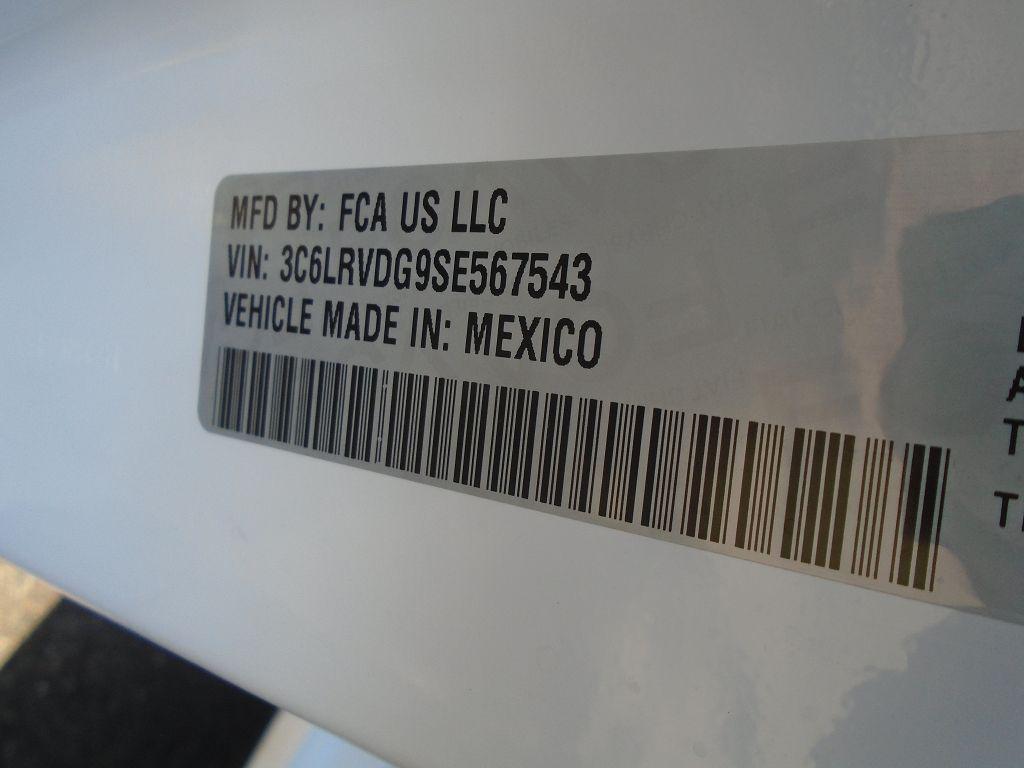 MFD BY: FCA US LLC
VIN: 3C6LRVDG9SE567543
VEHICLE MADE IN: MEXICO